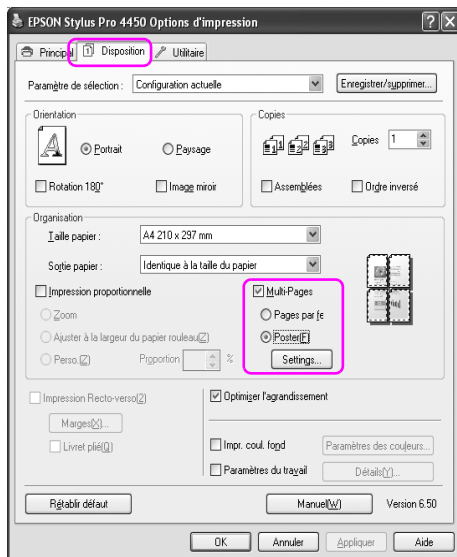 EPSON Stylus Pro 4450 Options d'impression
Principal Disposition Utilitaire
Paramètre de sélection : Configuration actuelle Enregistrer/supprimer...
Orientation Copies
Portrait Paysage Copies 1
Rotation 180° Image miroir Assemblées Ordre inversé
Organisation
Taille papier : A4 210 x 297 mm
Sortie papier : Identique à la taille du papier
Impression proportionnelle Multi-Pages
Zoom Pages par fe
Ajuster à la largeur du papier rouleau(Z) Poster(F)
Perso.(Z) Proportion % Settings...
Impression Recto-verso(2) Optimiser l'agrandissement
Marges(X)...
Livret plié(Q) Impr. coul. fond Paramètres des couleurs...
Paramètres du travail Détails(Y)...
Rétablir défaut Manuel(W) Version 6.50
OK Annuler Appliquer Aide